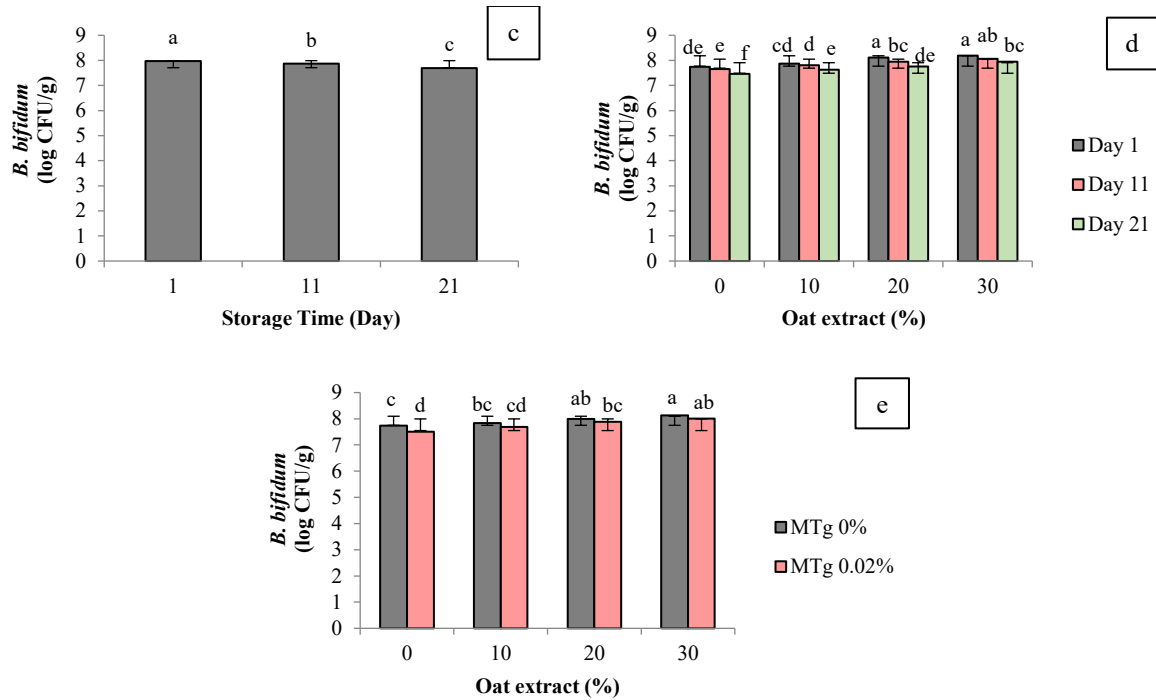 c
a b c
9
8
7
6
5
4
3
2
1
0
B. bifidum
(log CFU/g)
1 11 21
Storage Time (Day)
d
de e f cd d e a bc de a ab bc
9
8
7
6
5
4
3
2
1
0
B. bifidum
(log CFU/g)
0 10 20 30
Oat extract (%)
Day 1
Day 11
Day 21
e
c d bc cd ab bc a ab
9
8
7
6
5
4
3
2
1
0
B. bifidum
(log CFU/g)
0 10 20 30
Oat extract (%)
MTg 0%
MTg 0.02%